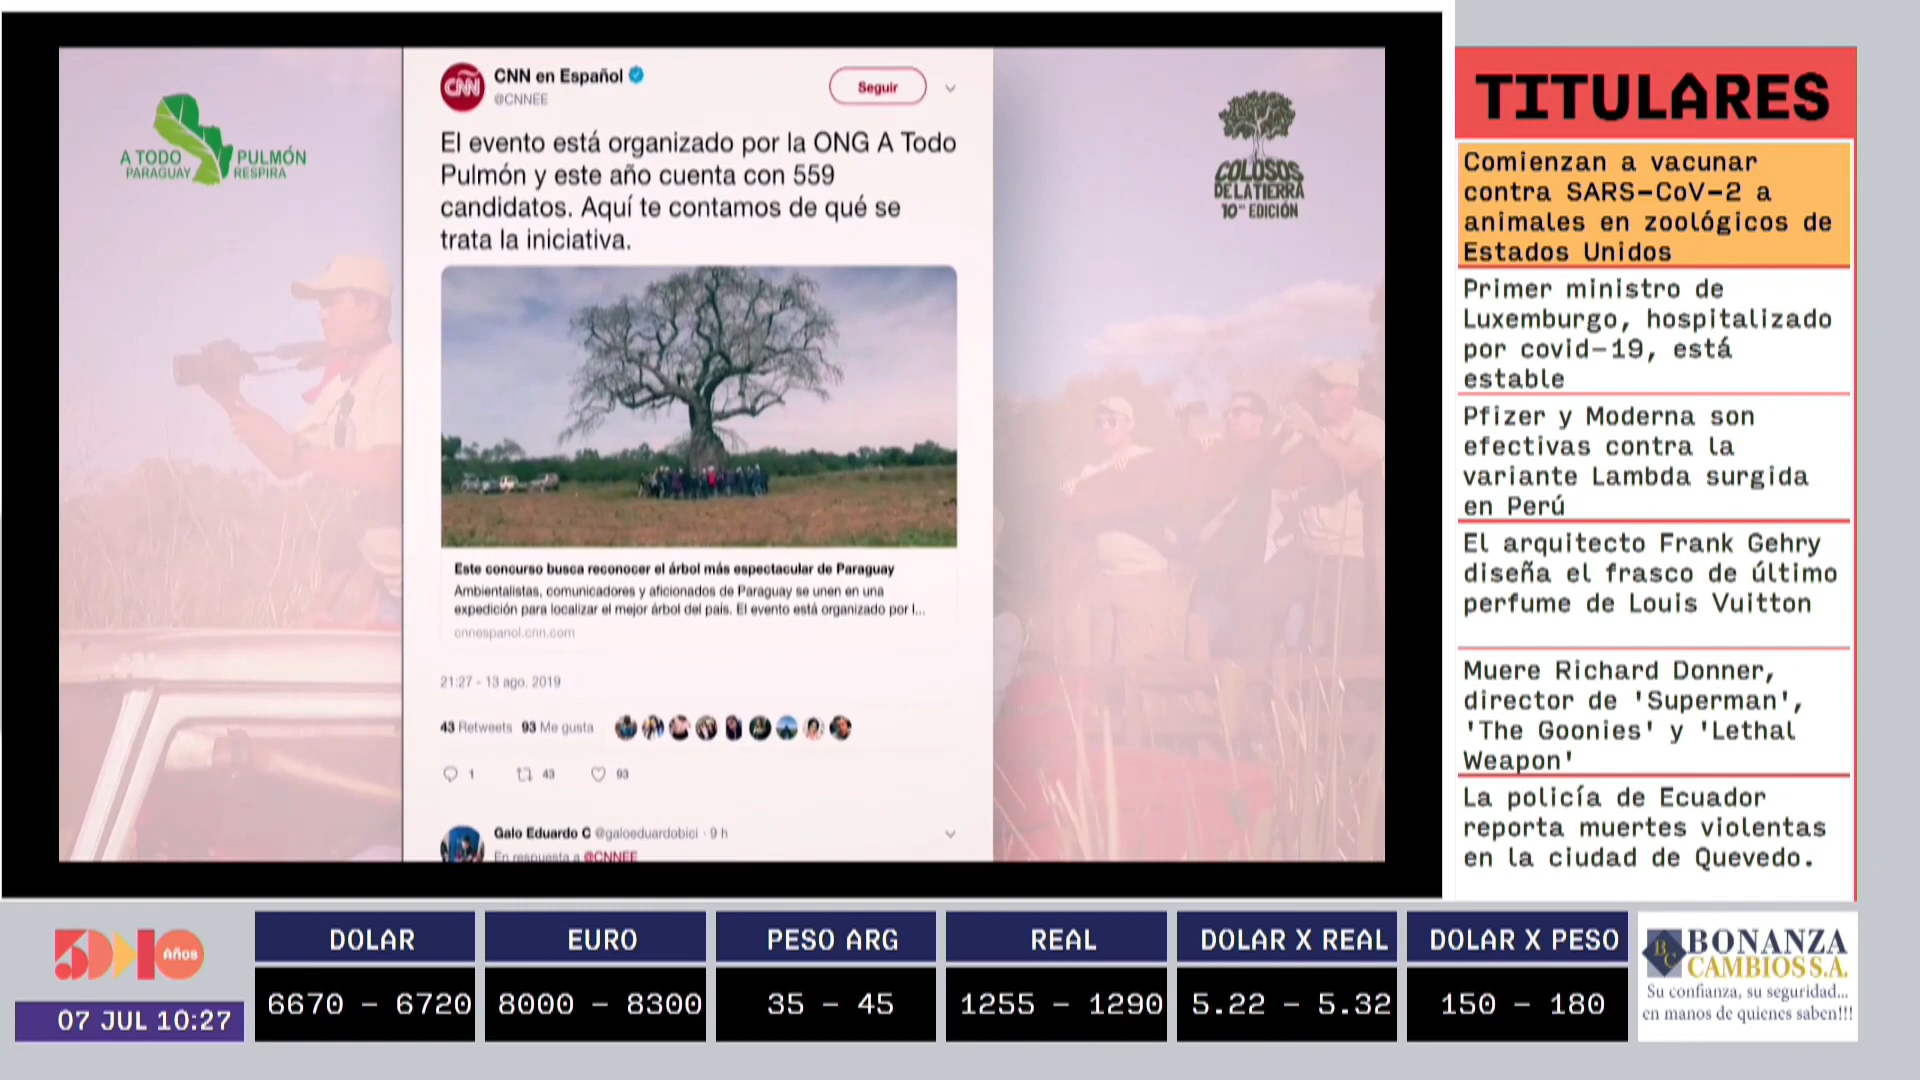 CNN en Español
@CNNEE
Seguir
El evento está organizado por la ONG A Todo
Pulmón y este año cuenta con 559
candidatos. Aquí te contamos de qué se
trata la iniciativa.
Este concurso busca reconocer el árbol más espectacular de Paraguay
Ambientalistas, comunicadores y aficionados de Paraguay se unen en una
expedición para localizar el mejor árbol del país. El evento está organizado por l...
cnnespanol.cnn.com
21:27 - 13 ago. 2019
43 Retweets 93 Me gusta
1 43 93
Galo Eduardo C @galoeduardobici · 9 h
En respuesta a @CNNEE
A TODO PULMÓN
PARAGUAY RESPIRA
COLOSOS
DE LA TIERRA
10ma EDICIÓN
TITULARES
Comienzan a vacunar
contra SARS-CoV-2 a
animales en zoológicos de
Estados Unidos
Primer ministro de
Luxemburgo, hospitalizado
por covid-19, está
estable
Pfizer y Moderna son
efectivas contra la
variante Lambda surgida
en Perú
El arquitecto Frank Gehry
diseña el frasco de último
perfume de Louis Vuitton
Muere Richard Donner,
director de 'Superman',
'The Goonies' y 'Lethal
Weapon'
La policía de Ecuador
reporta muertes violentas
en la ciudad de Quevedo.
Años
07 JUL 10:27
DOLAR EURO PESO ARG REAL DOLAR X REAL DOLAR X PESO
6670 - 6720 8000 - 8300 35 - 45 1255 - 1290 5.22 - 5.32 150 - 180
BC BONANZA
CAMBIOS S.A.
Su confianza, su seguridad...
en manos de quienes saben!!!